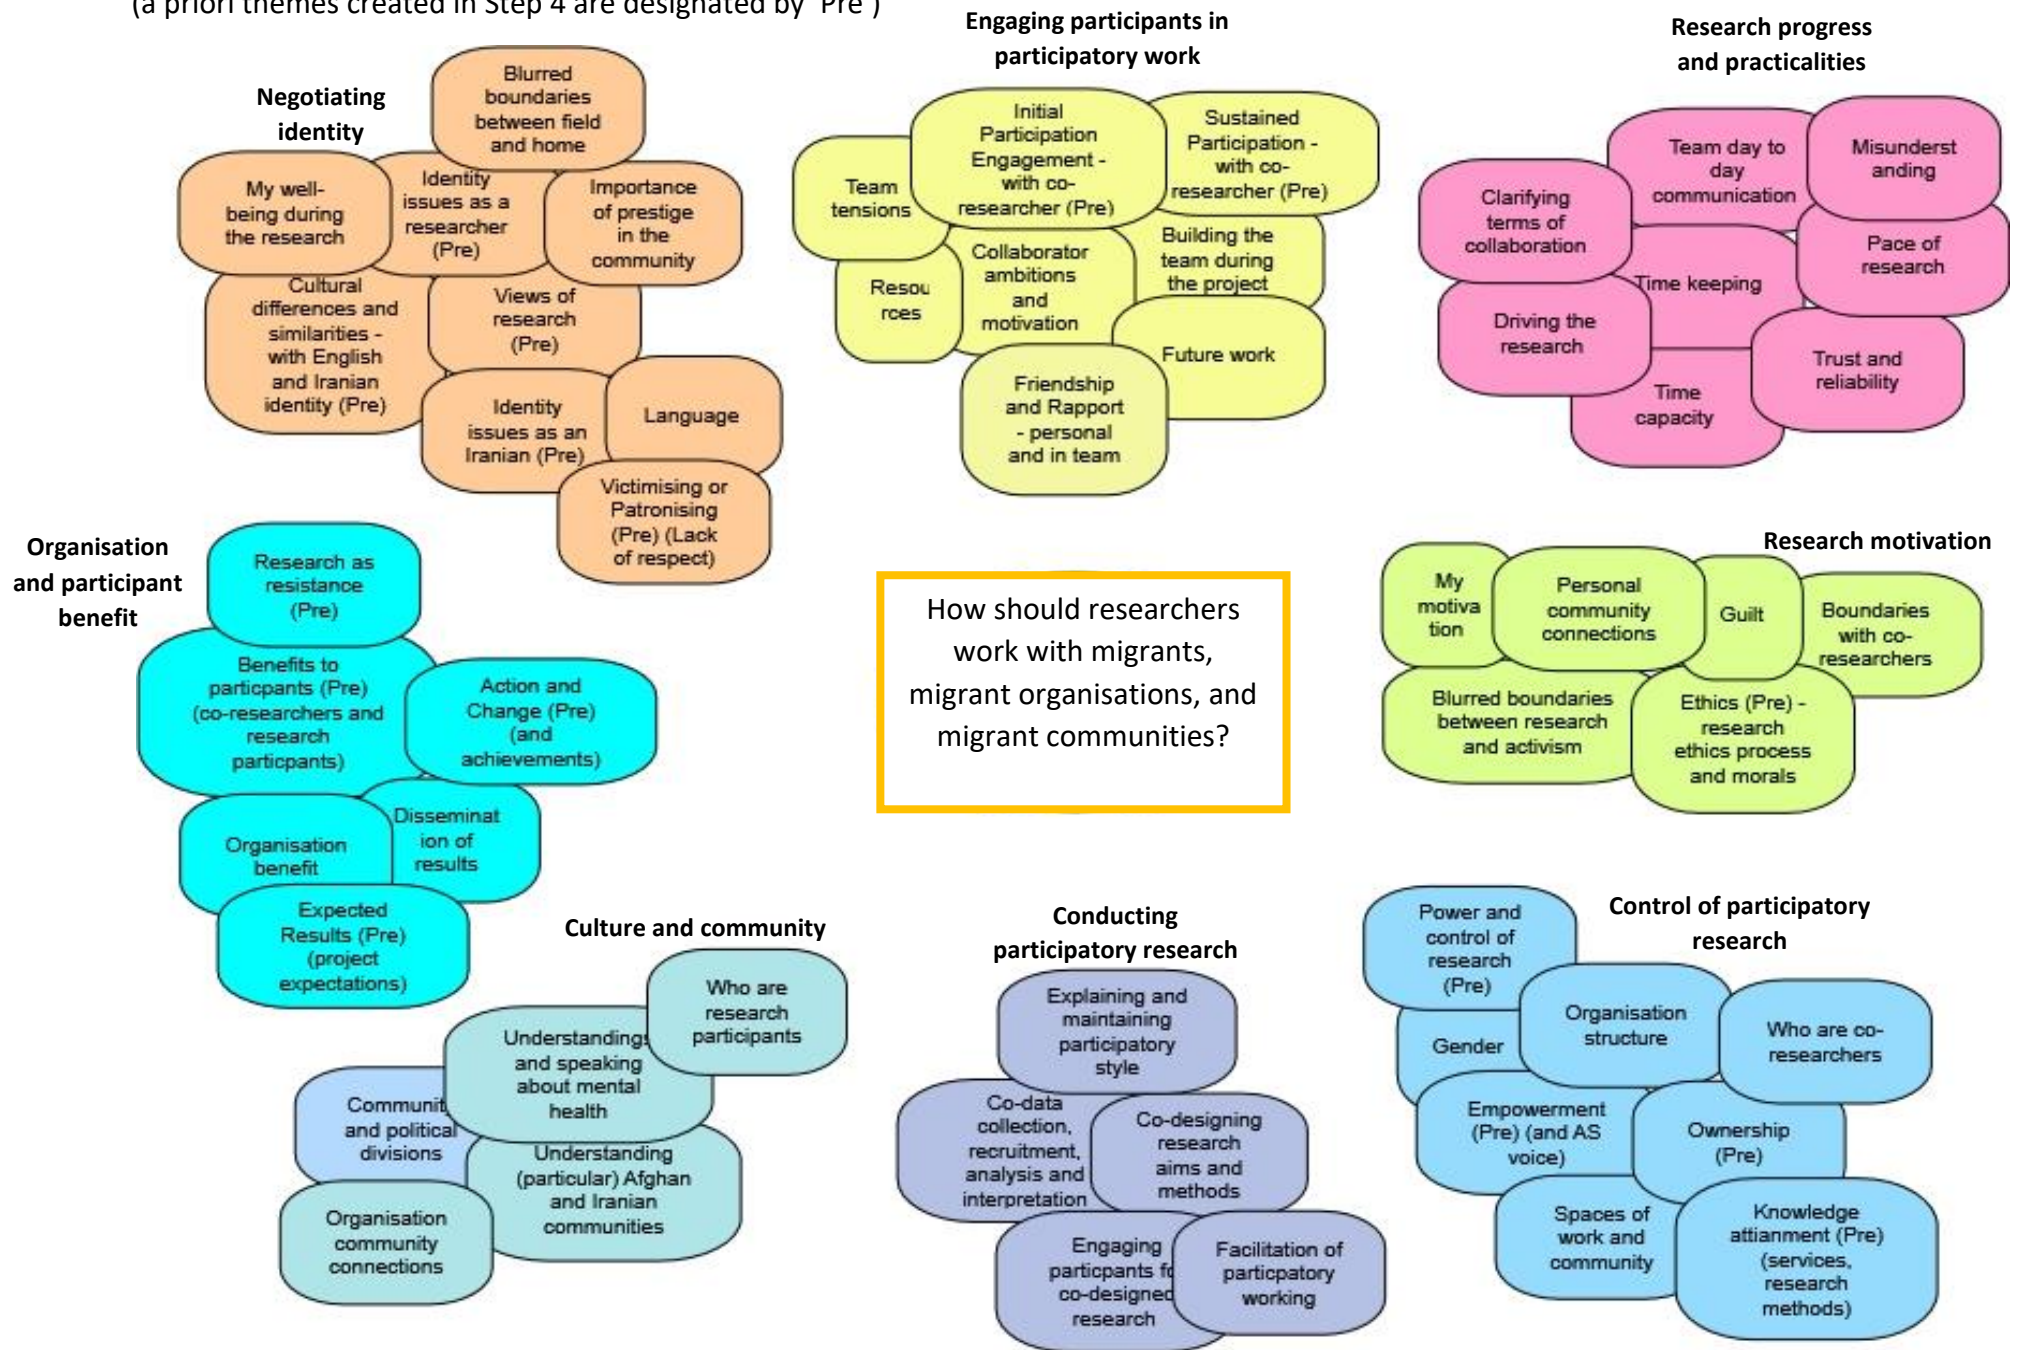 (a priori themes created in Step 4 are designated by 'Pre')
Negotiating
identity
Blurred
boundaries
between field
and home
My well-
being during
the research
Identity
issues as a
researcher
(Pre)
Importance
of prestige
in the
community
Cultural
differences and
similarities -
with English
and Iranian
identity (Pre)
Views of
research
(Pre)
Identity
issues as an
Iranian (Pre)
Language
Victimising or
Patronising
(Pre) (Lack
of respect)
Engaging participants in
participatory work
Team
tensions
Initial
Participation
Engagement -
with co-
researcher (Pre)
Sustained
Participation -
with co-
researcher (Pre)
Resou
rces
Collaborator
ambitions
and
motivation
Building the
team during
the project
Future work
Friendship
and Rapport
- personal
and in team
Research progress
and practicalities
Team day to
day
communication
Misunderst
anding
Clarifying
terms of
collaboration
Pace of
research
Time keeping
Driving the
research
Trust and
reliability
Time
capacity
Organisation
and participant
benefit
Research as
resistance
(Pre)
Benefits to
particpants (Pre)
(co-researchers and
research
particpants)
Action and
Change (Pre)
(and
achievements)
Organisation
benefit
Disseminat
ion of
results
Expected
Results (Pre)
(project
expectations)
How should researchers
work with migrants,
migrant organisations, and
migrant communities?
Research motivation
My
motiva
tion
Personal
community
connections
Guilt
Boundaries
with co-
researchers
Blurred boundaries
between research
and activism
Ethics (Pre) -
research
ethics process
and morals
Culture and community
Who are
research
participants
Understandings
and speaking
about mental
health
Communit
and political
divisions
Understanding
(particular) Afghan
and Iranian
communities
Organisation
community
connections
Conducting
participatory research
Explaining and
maintaining
participatory
style
Co-data
collection,
recruitment,
analysis and
interpretation
Co-designing
research
aims and
methods
Engaging
particpants fo
co-designed
research
Facilitation of
particpatory
working
Control of participatory
research
Power and
control of
research
(Pre)
Organisation
structure
Who are co-
researchers
Gender
Empowerment
(Pre) (and AS
voice)
Ownership
(Pre)
Spaces of
work and
community
Knowledge
attianment (Pre)
(services,
research
methods)